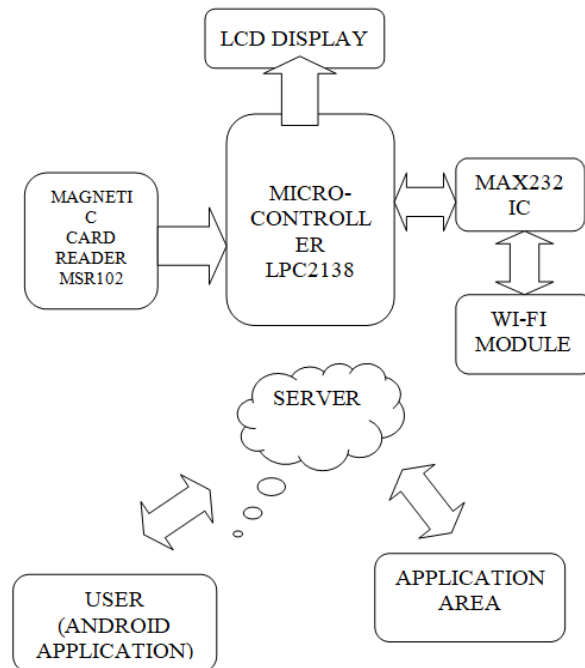 LCD DISPLAY
MAGNETI
C
CARD
READER
MSR102
MICRO-
CONTROLL
ER
LPC2138
MAX232
IC
WI-FI
MODULE
SERVER
USER
(ANDROID
APPLICATION)
APPLICATION
AREA